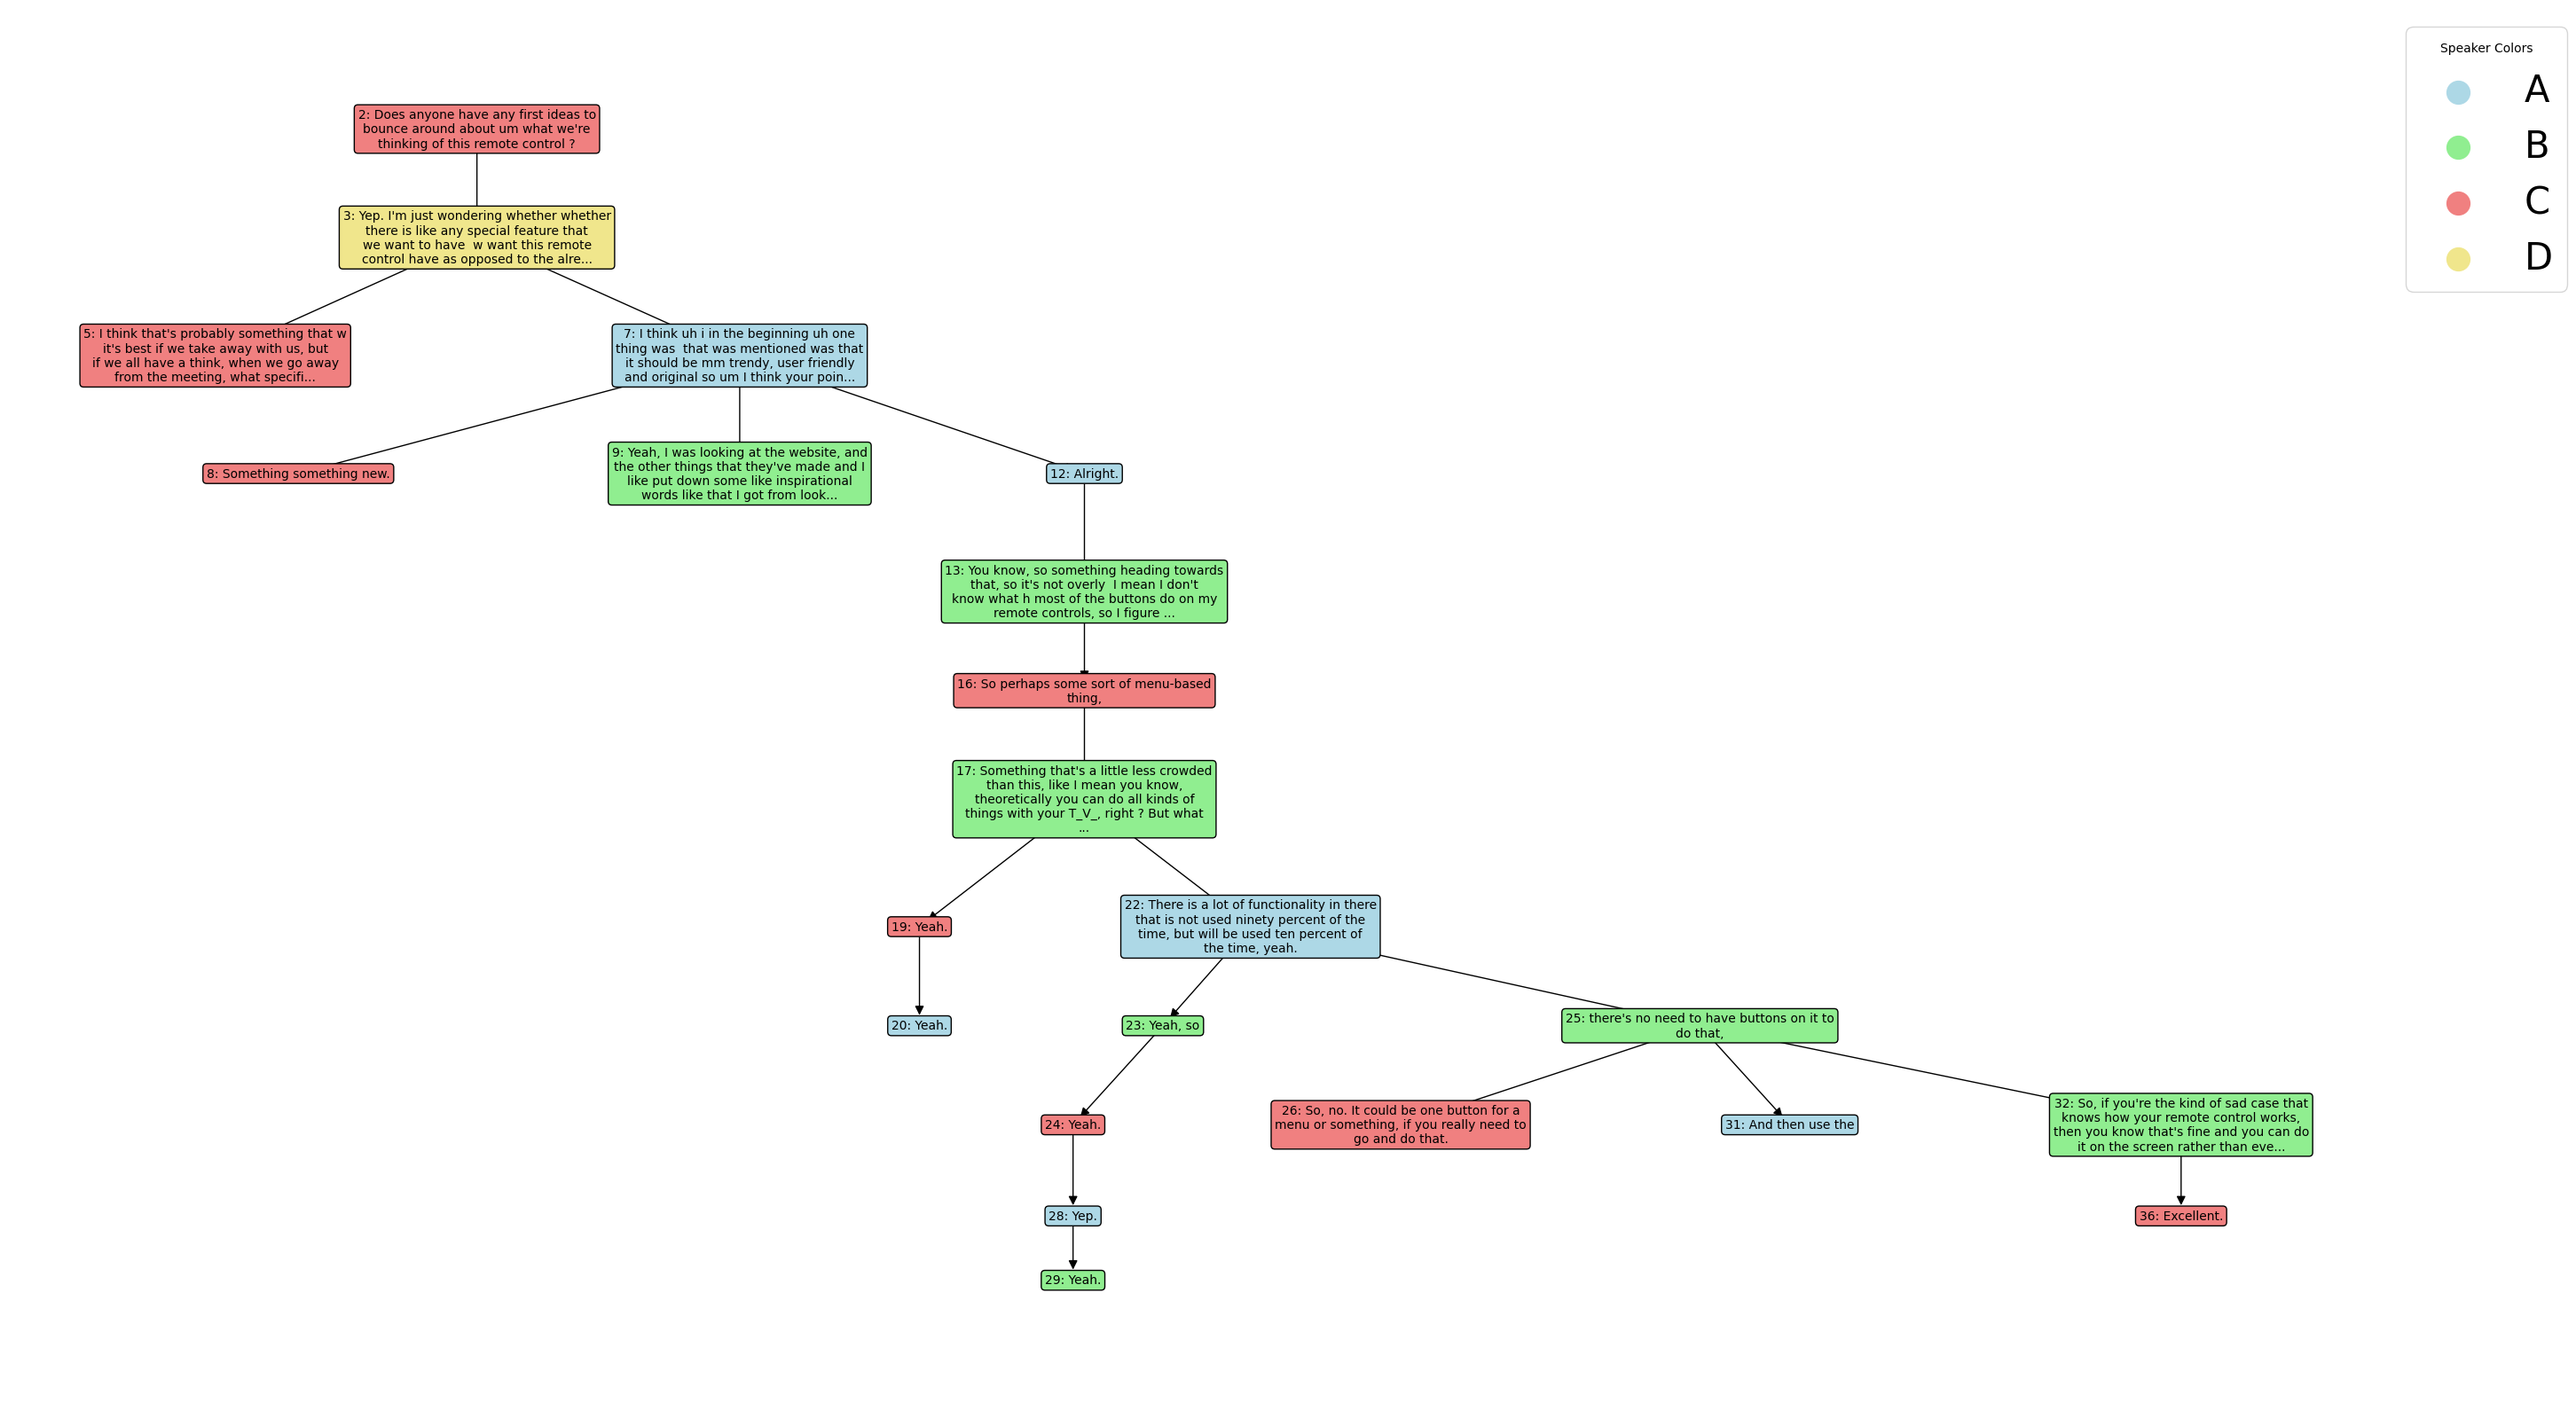 Speaker Colors
A
B
C
D
2: Does anyone have any first ideas to
bounce around about um what we're
thinking of this remote control ?
3: Yep. I'm just wondering whether whether
there is like any special feature that
we want to have  w want this remote
control have as opposed to the alre...
5: I think that's probably something that w
it's best if we take away with us, but
if we all have a think, when we go away
from the meeting, what specifi...
7: I think uh i in the beginning uh one
thing was  that was mentioned was that
it should be mm trendy, user friendly
and original so um I think your poin...
8: Something something new.
9: Yeah, I was looking at the website, and
the other things that they've made and I
like put down some like inspirational
words like that I got from look...
12: Alright.
13: You know, so something heading towards
that, so it's not overly  I mean I don't
know what h most of the buttons do on my
remote controls, so I figure ...
16: So perhaps some sort of menu-based
thing,
17: Something that's a little less crowded
than this, like I mean you know,
theoretically you can do all kinds of
things with your T_V_, right ? But what
...
19: Yeah.
22: There is a lot of functionality in there
that is not used ninety percent of the
time, but will be used ten percent of
the time, yeah.
20: Yeah.
23: Yeah, so
25: there's no need to have buttons on it to
do that,
24: Yeah.
26: So, no. It could be one button for a
menu or something, if you really need to
go and do that.
31: And then use the
32: So, if you're the kind of sad case that
knows how your remote control works,
then you know that's fine and you can do
it on the screen rather than eve...
28: Yep.
36: Excellent.
29: Yeah.